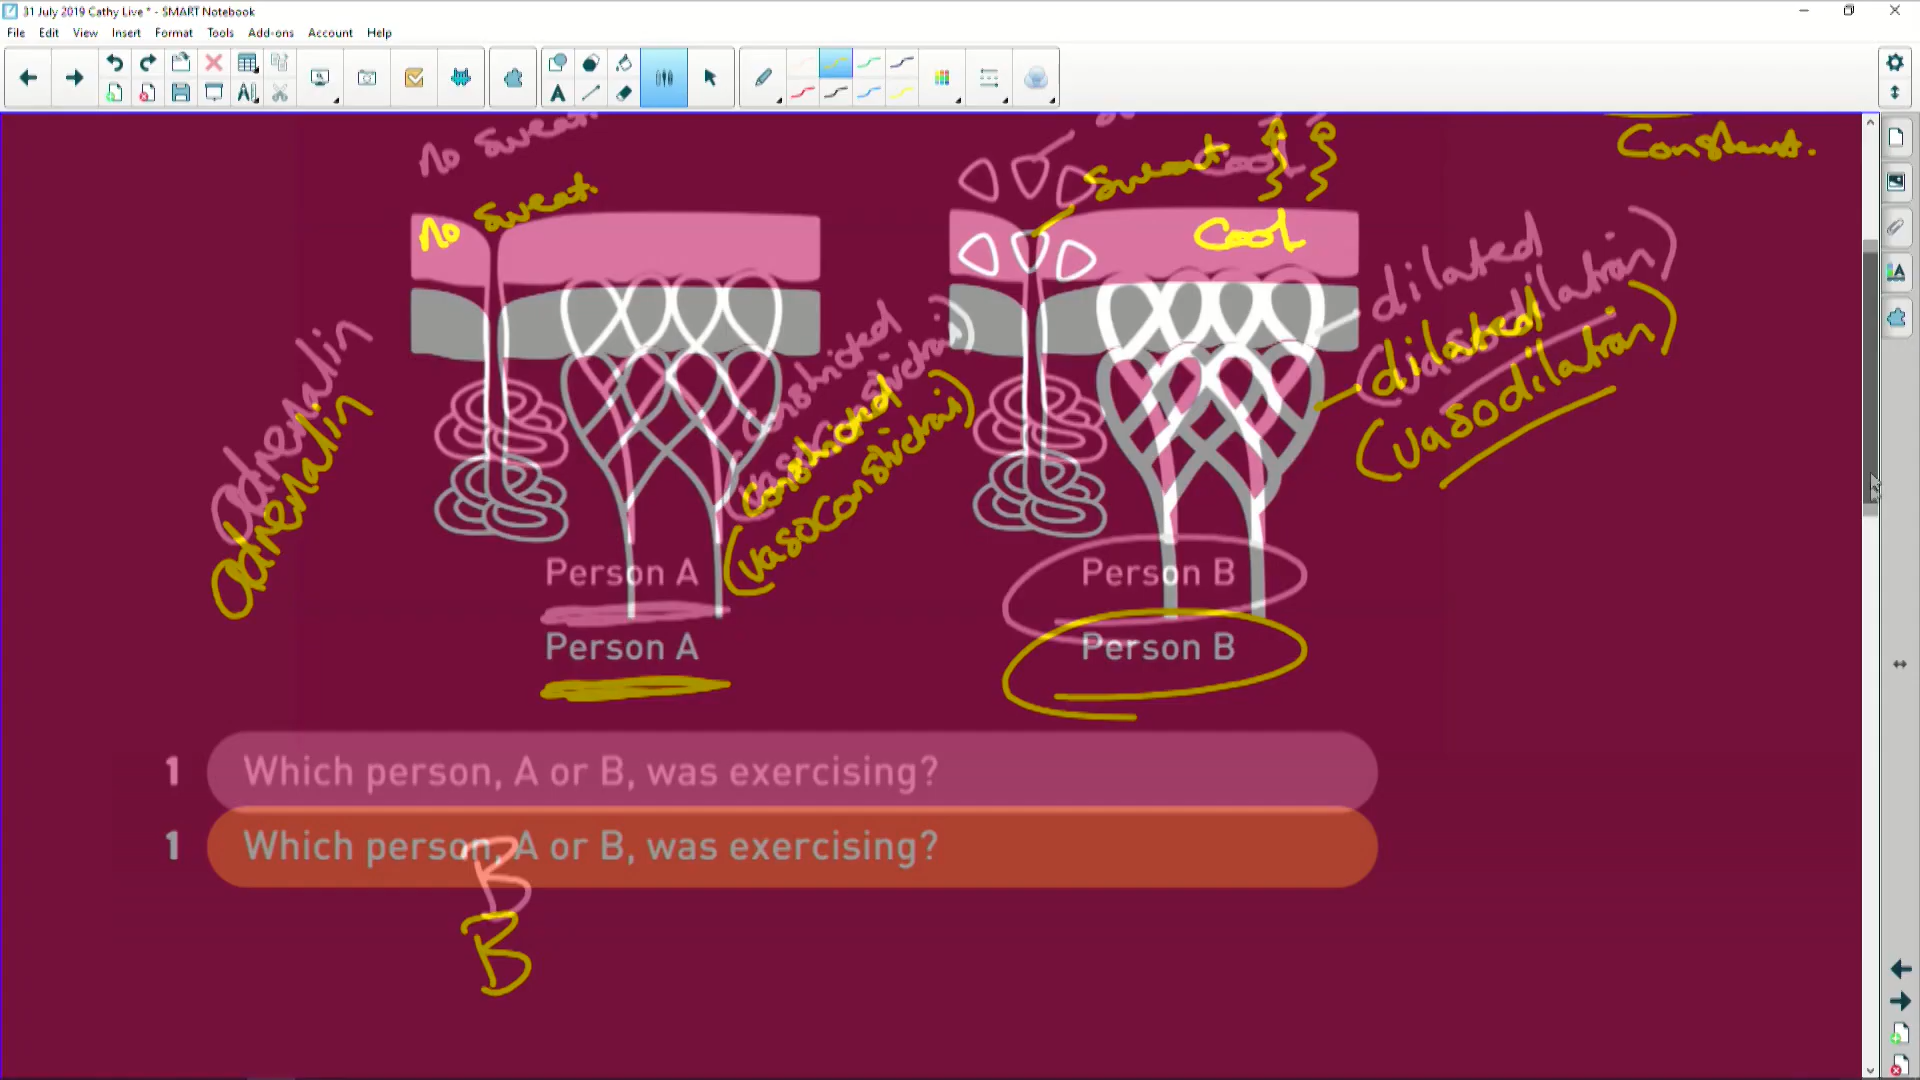 31 July 2019 Cathy Live * - SMART Notebook
File Edit View Insert Format Tools Add-ons Account Help
No sweat.
No sweat.
sweat
Cool
Cool
Constant.
dilated
(vasodilation)
dilated
(vasodilation)
Adrenalin
Adrenalin
constricted
(vasoconstriction)
constricted
(vasoconstriction)
Person A
Person B
Person A
Person B
1 Which person, A or B, was exercising?
1 Which person, A or B, was exercising?
B
B